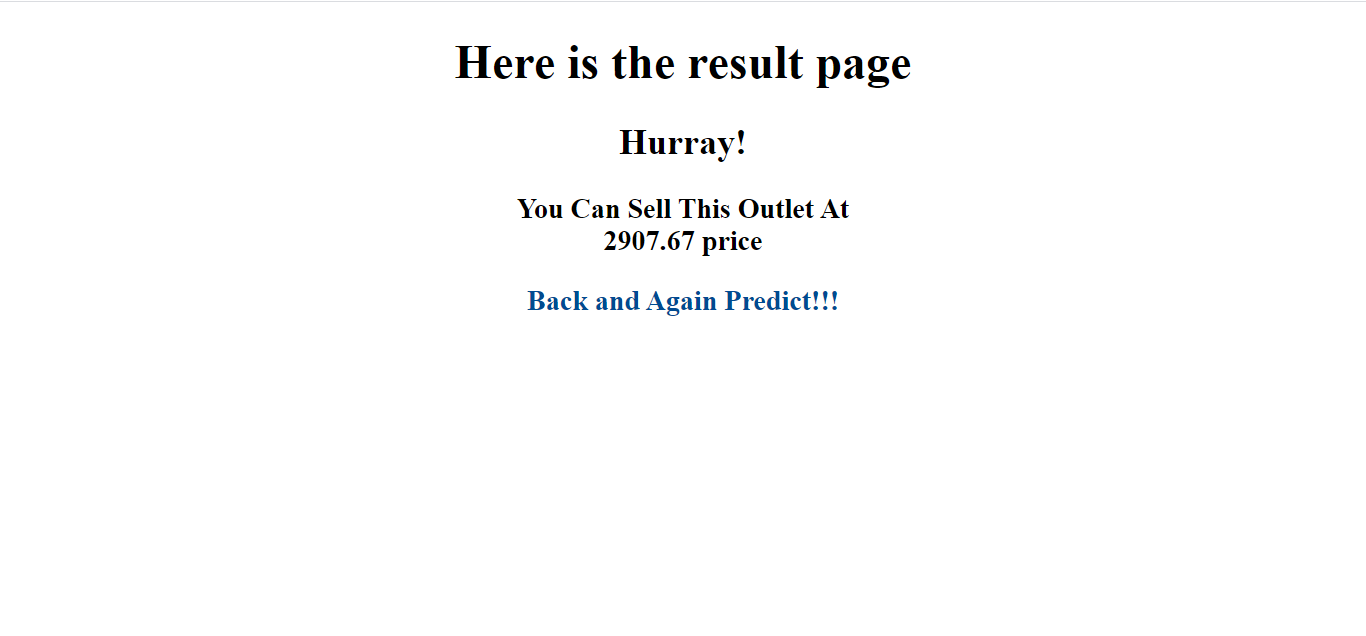 Here is the result page
Hurray!
You Can Sell This Outlet At
2907.67 price
Back and Again Predict!!!